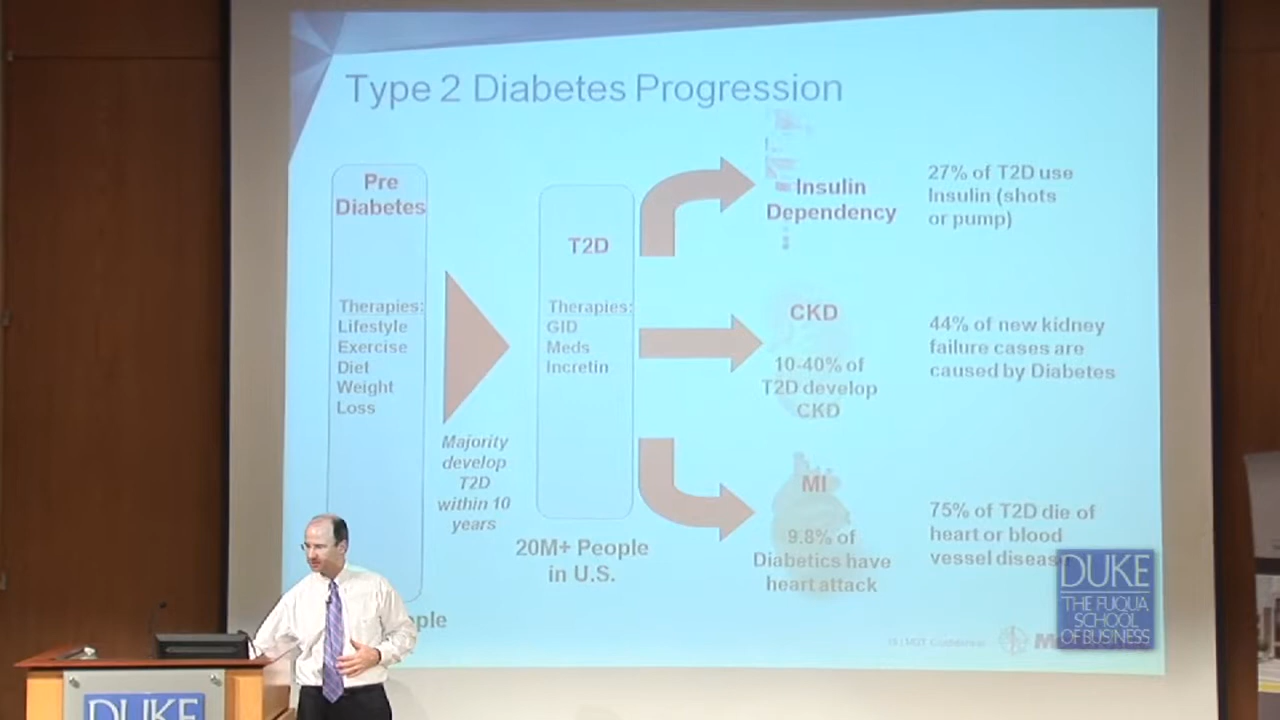 Type 2 Diabetes Progression
Pre
Diabetes
Therapies:
Lifestyle
Exercise
Diet
Weight
Loss
Majority
develop
T2D
within 10
years
T2D
Therapies:
GID
Meds
Incretin
20M+ People
in U.S.
Insulin
Dependency
27% of T2D use
Insulin (shots
or pump)
CKD
10-40% of
T2D develop
CKD
44% of new kidney
failure cases are
caused by Diabetes
MI
9.8% of
Diabetics have
heart attack
75% of T2D die of
heart or blood
vessel diseas
DUKE
THE FUQUA
SCHOOL
OF BUSINESS
DUKE